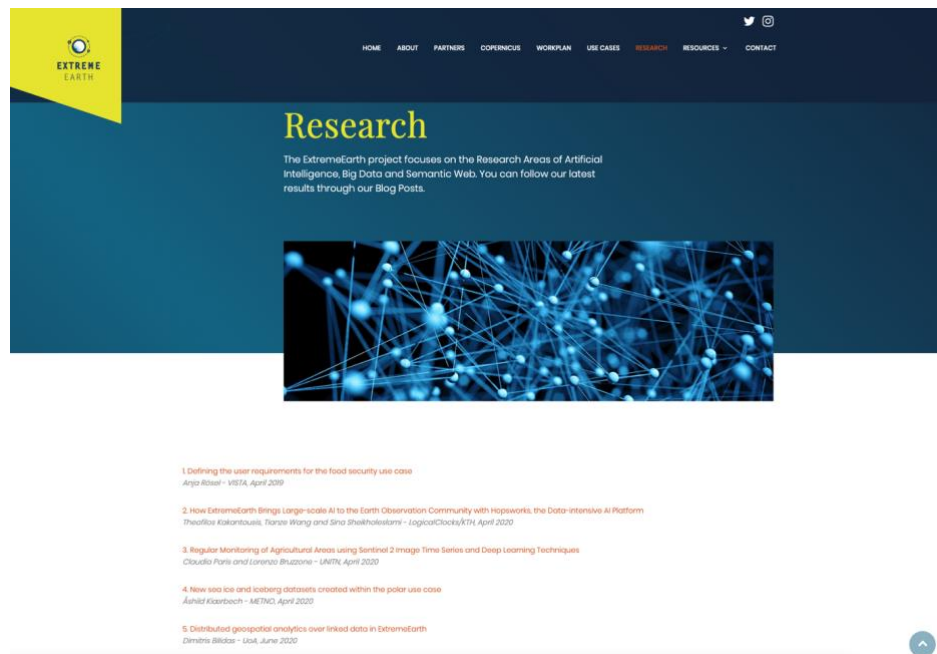 EXTREME
EARTH
HOME ABOUT PARTNERS COPERNICUS WORKPLAN USE CASES RESEARCH RESOURCES CONTACT
Research
The ExtremeEarth project focuses on the Research Areas of Artificial
Intelligence, Big Data and Semantic Web. You can follow our latest
results through our Blog Posts.
1. Defining the user requirements for the food security use case
Anja Rösel - VISTA, April 2019
2. How ExtremeEarth Brings Large-scale AI to the Earth Observation Community with Hopsworks, the Data-intensive AI Platform
Theofilos Kakantousis, Tianze Wang and Sina Sheikholeslami - LogicalClocks/KTH, April 2020
3. Regular Monitoring of Agricultural Areas using Sentinel 2 Image Time Series and Deep Learning Techniques
Claudia Paris and Lorenzo Bruzzone - UNITN, April 2020
4. New sea ice and iceberg datasets created within the polar use case
Åshild Kiærbech - METNO, April 2020
5. Distributed geospatial analytics over linked data in ExtremeEarth
Dimitris Bilidas - UoA, June 2020